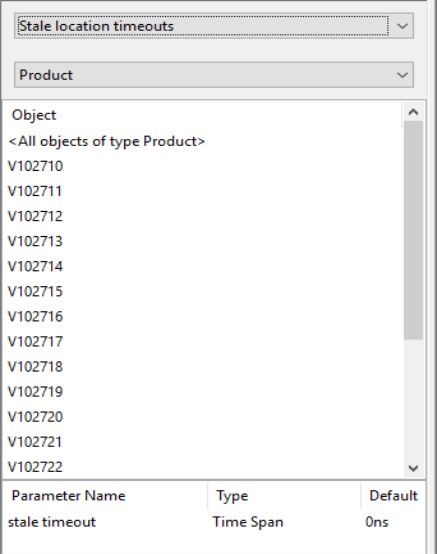 Stale location timeouts
Product
Object
<All objects of type Product>
V102710
V102711
V102712
V102713
V102714
V102715
V102716
V102717
V102718
V102719
V102720
V102721
V102722
Parameter Name Type Default
stale timeout Time Span 0ns